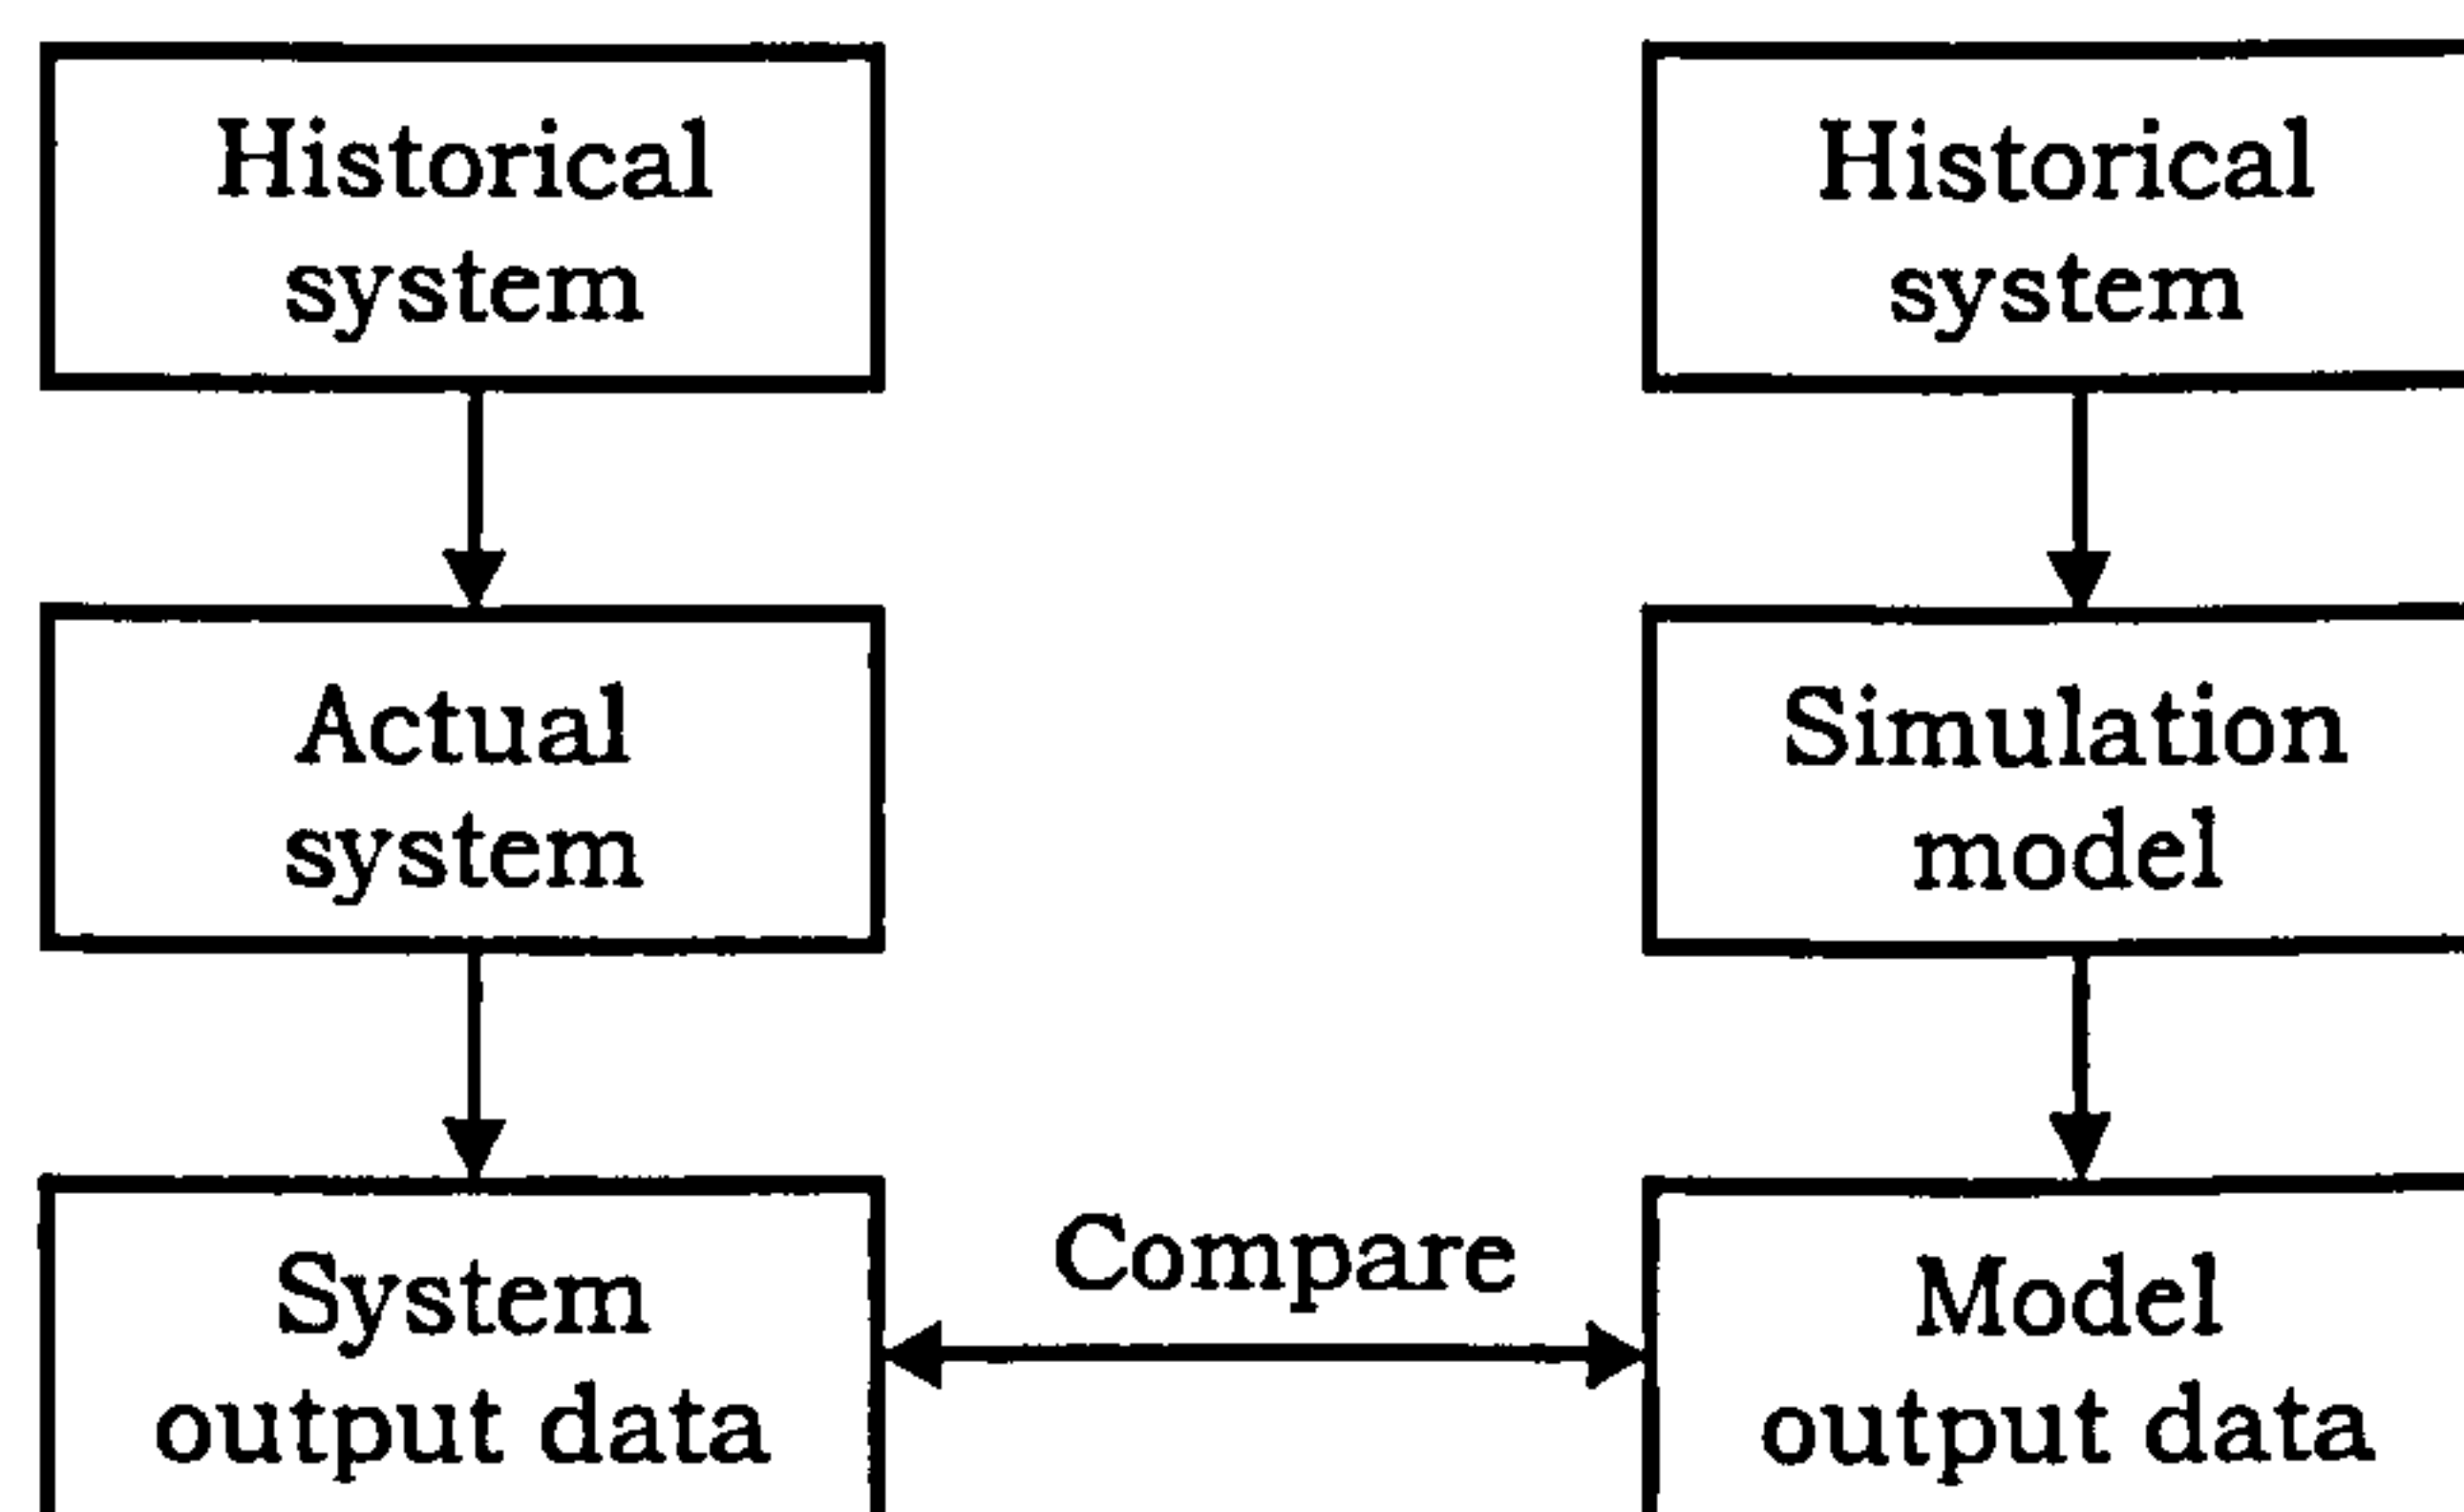 Historical
system
Historical
system
Actual
system
Simulation
model
System
output data
Compare
Model
output data